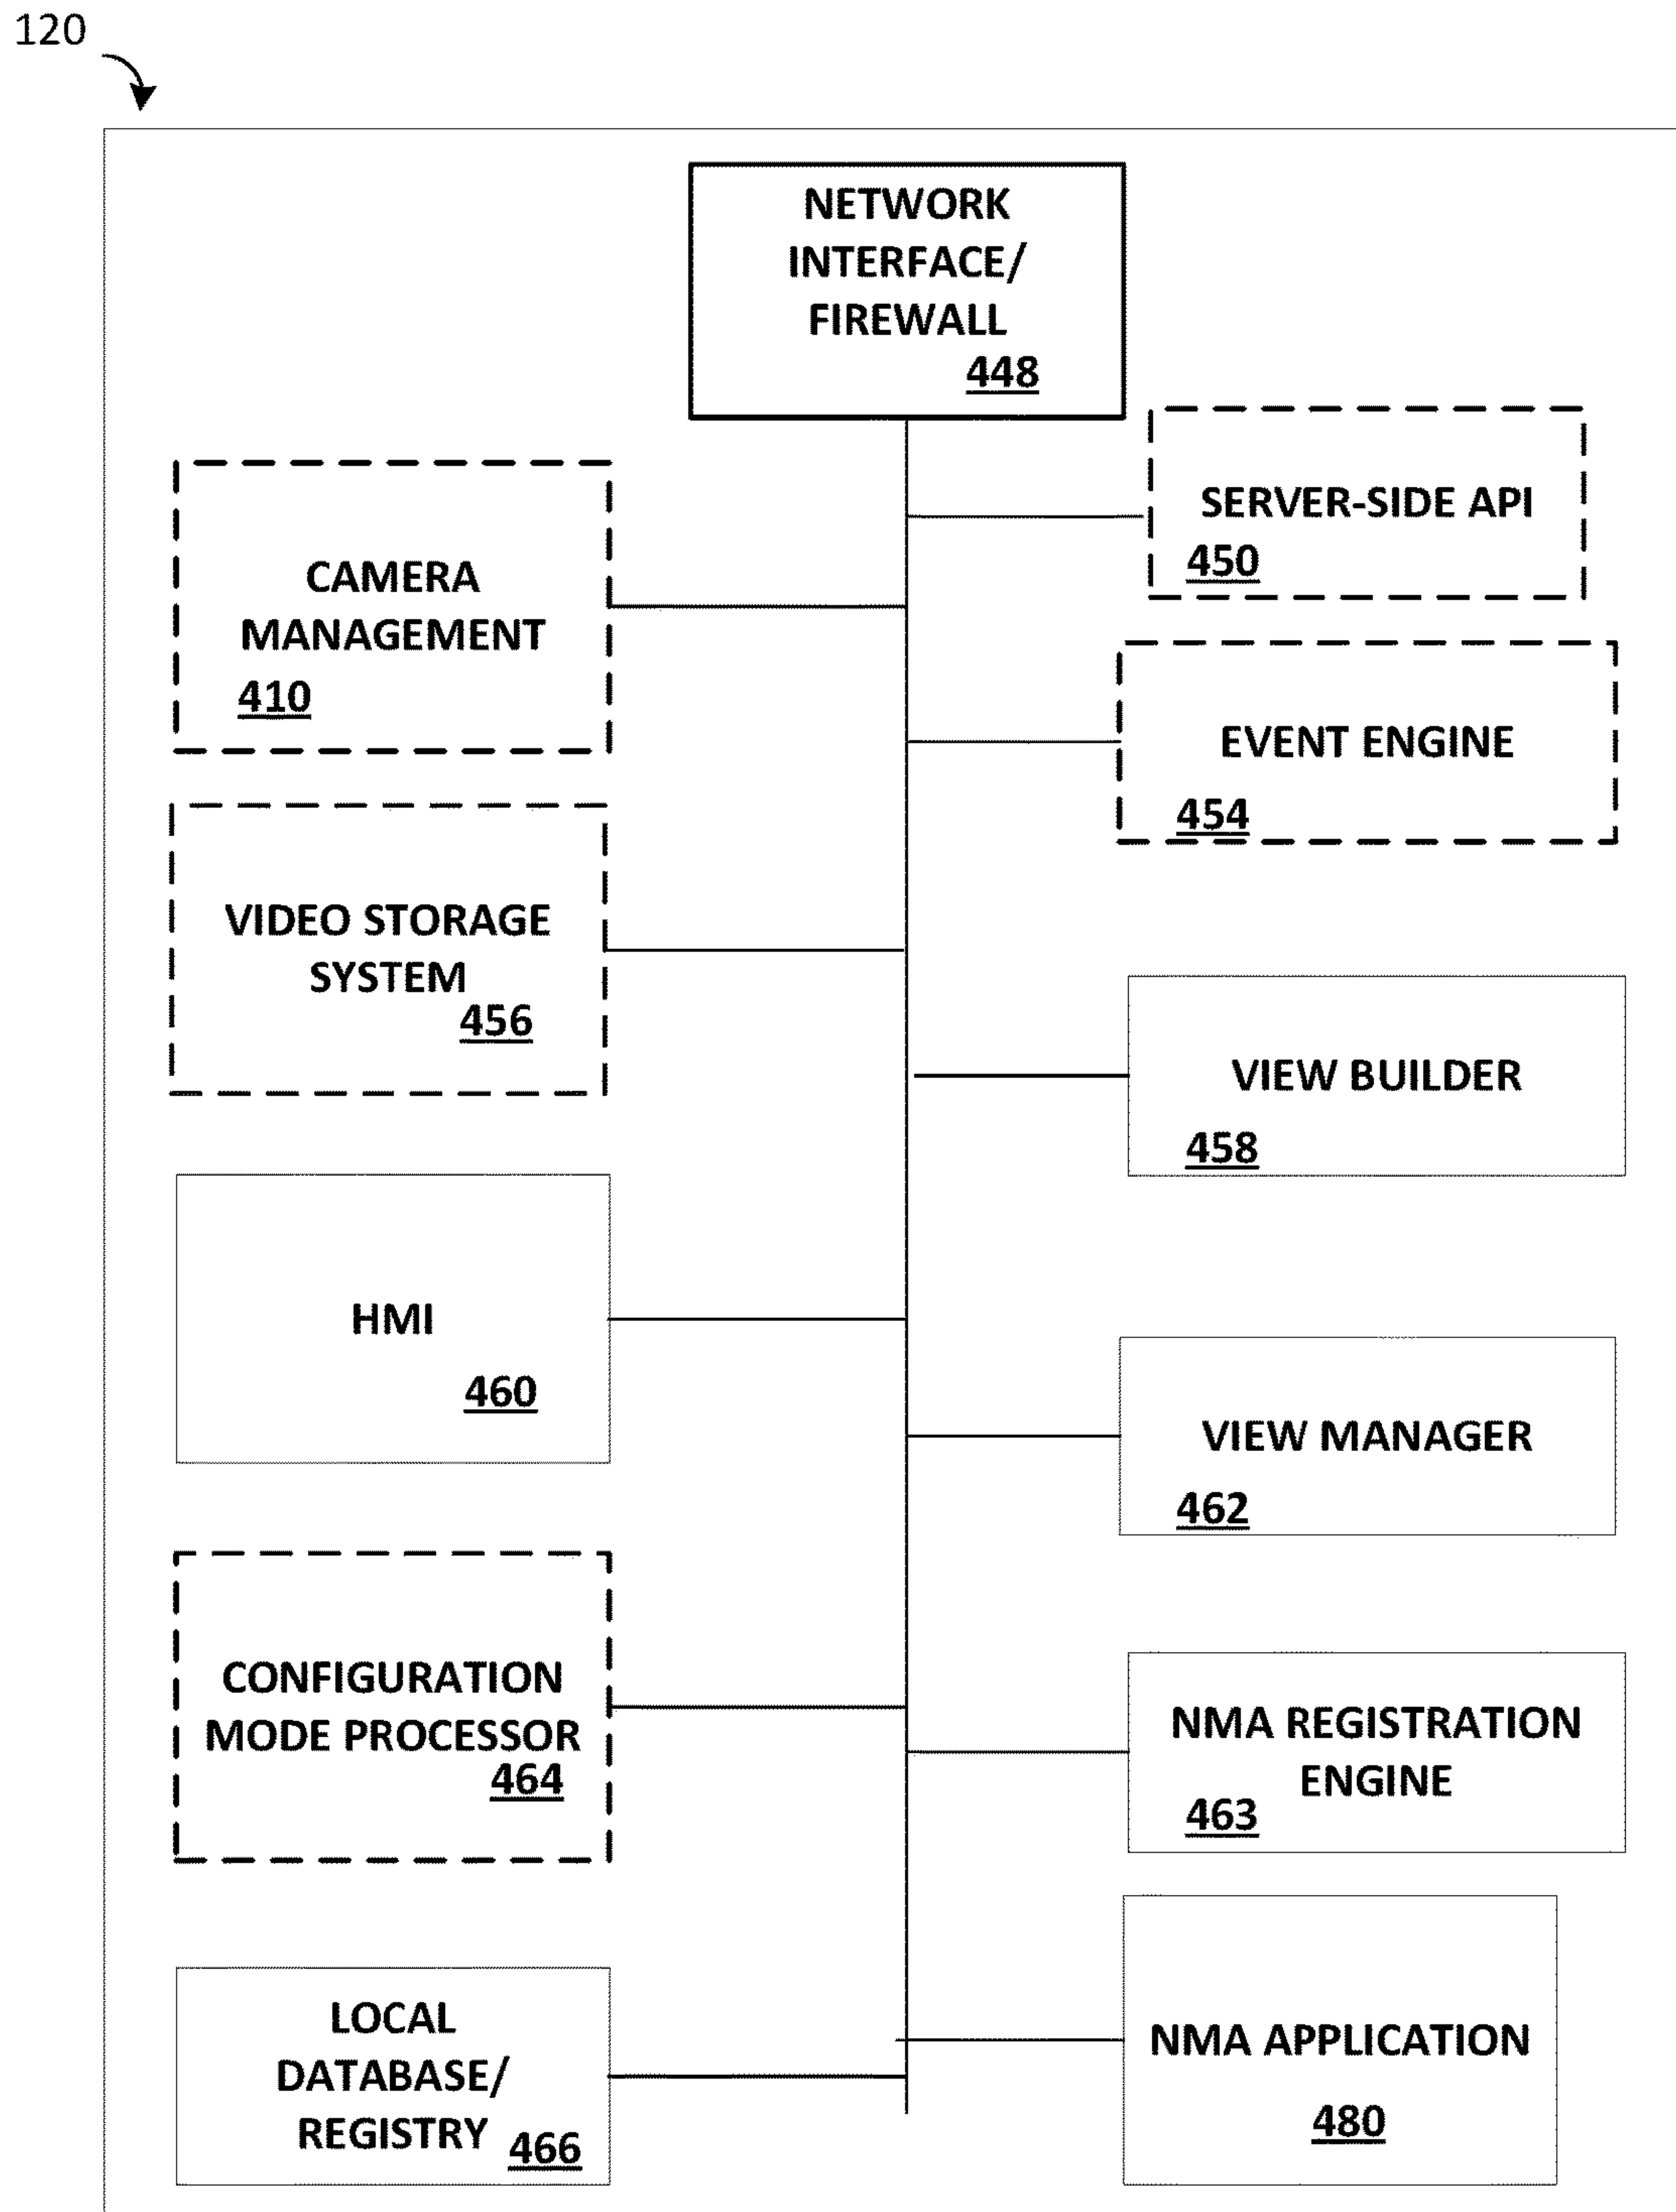 120
NETWORK
INTERFACE/
FIREWALL
448
SERVER-SIDE API
450
CAMERA
MANAGEMENT
410
EVENT ENGINE
454
VIDEO STORAGE
SYSTEM
456
VIEW BUILDER
458
HMI
460
VIEW MANAGER
462
CONFIGURATION
MODE PROCESSOR
464
NMA REGISTRATION
ENGINE
463
LOCAL
DATABASE/
REGISTRY
466
NMA APPLICATION
480